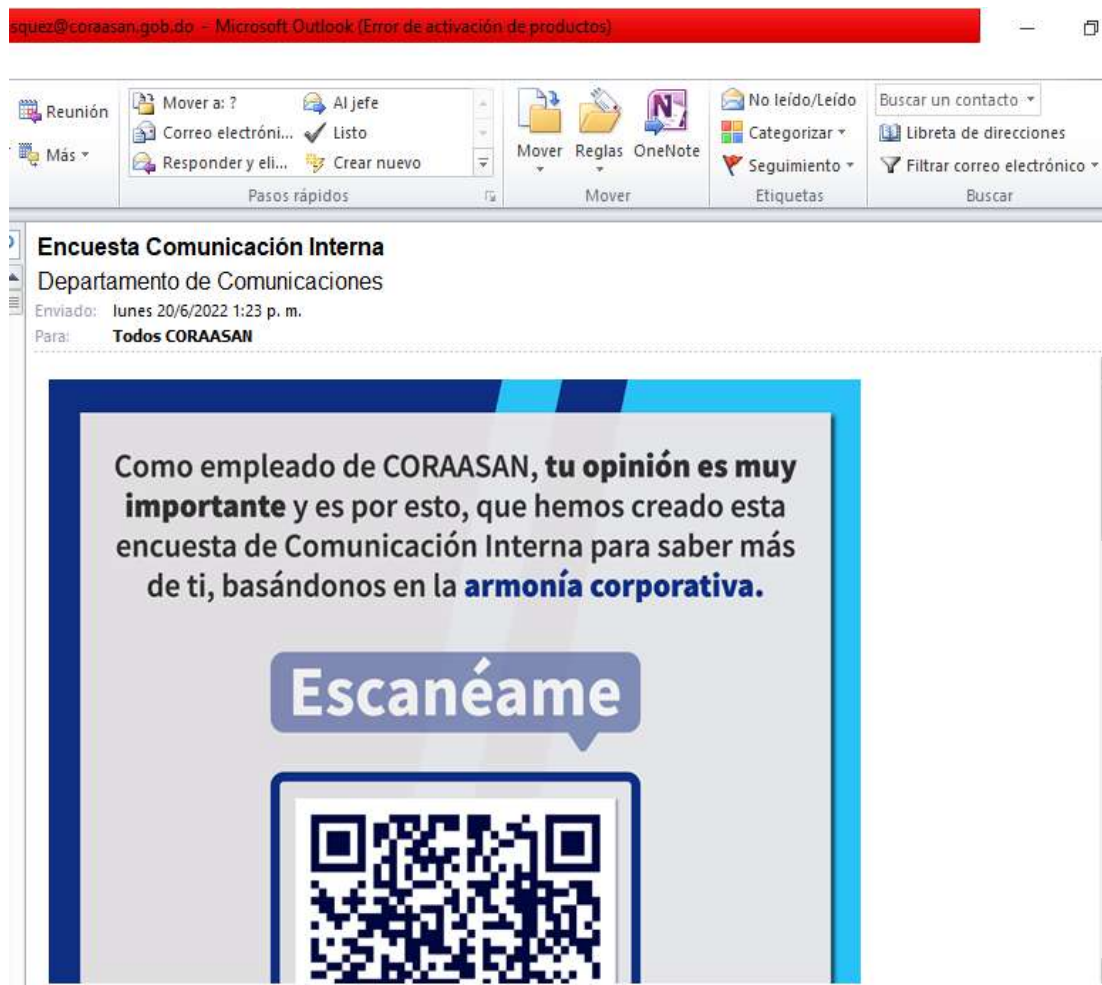 squez@coraasan.gob.do - Microsoft Outlook (Error de activación de productos)
Reunión
Más
Mover a: ?
Al jefe
Correo electróni...
Listo
Responder y eli...
Crear nuevo
Pasos rápidos
Mover
Reglas
OneNote
Mover
No leído/Leído
Categorizar
Seguimiento
Etiquetas
Buscar un contacto
Libreta de direcciones
Filtrar correo electrónico
Buscar
Encuesta Comunicación Interna
Departamento de Comunicaciones
Enviado: lunes 20/6/2022 1:23 p. m.
Para: Todos CORAASAN
Como empleado de CORAASAN, tu opinión es muy
importante y es por esto, que hemos creado esta
encuesta de Comunicación Interna para saber más
de ti, basándonos en la armonía corporativa.
Escanéame